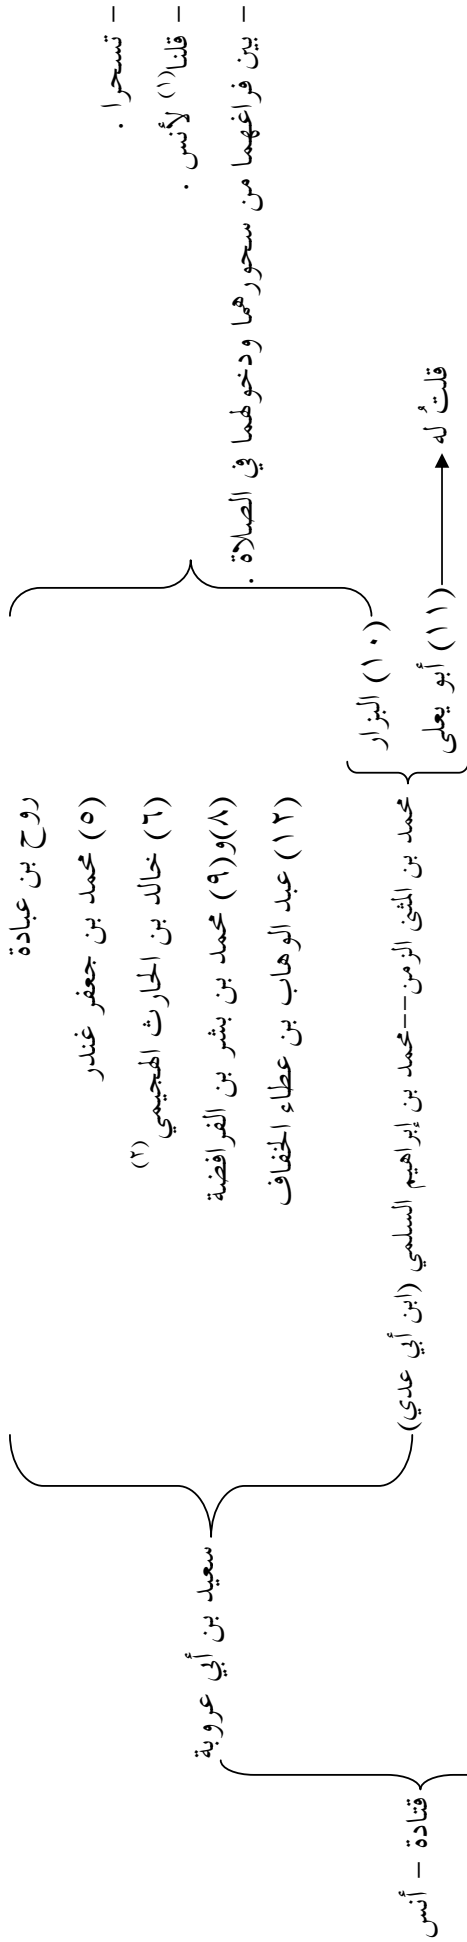 – تسحرا .
– قلنا(١) لأنس .
– بين فراغهما من سحورهما ودخولهما في الصلاة .
روح بن عبادة
(٥) محمد بن جعفر غندر
(٦) خالد بن الحارث الهجيمي (٢)
(٨)و(٩) محمد بن بشر بن الفرافضة
(١٢) عبد الوهاب بن عطاء الخفاف
(١٠) البزار
(١١) أبو يعلى
قلتُ له
محمد بن المثنى الزمن--محمد بن إبراهيم السلمي (ابن أبي عدي)
سعيد بن أبي عروبة
قتادة – أنس